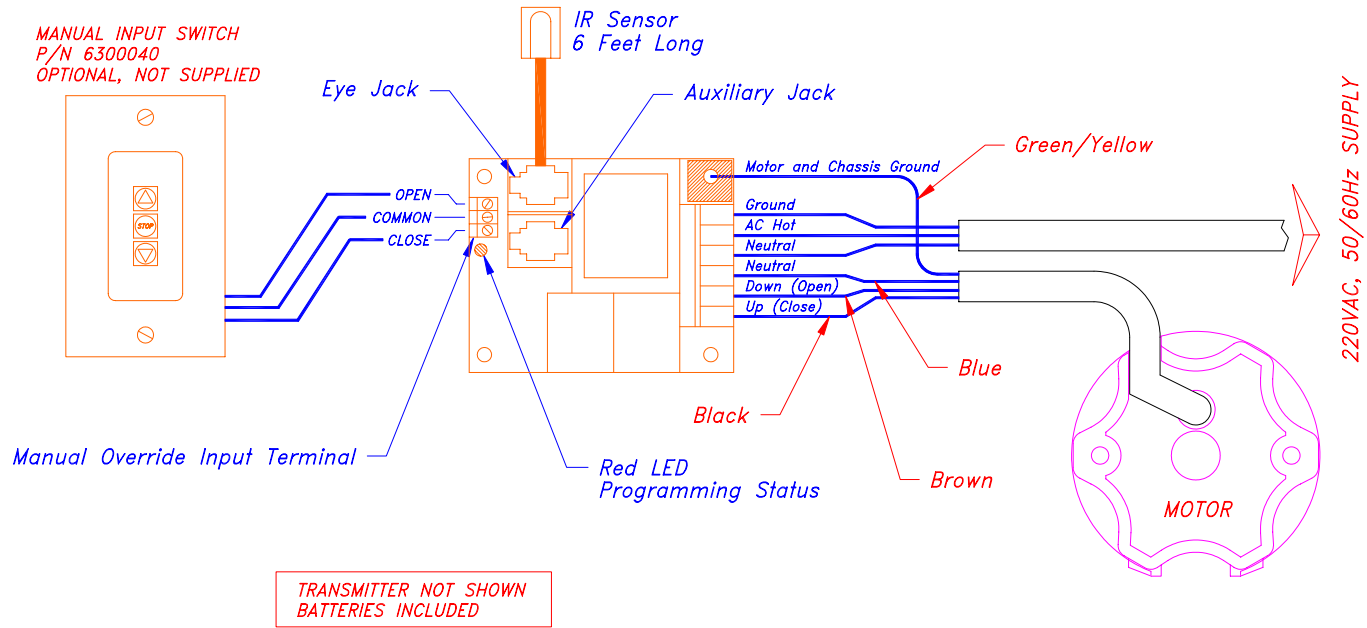 MANUAL INPUT SWITCH
P/N 6300040
OPTIONAL, NOT SUPPLIED
IR Sensor
6 Feet Long
Eye Jack
Auxiliary Jack
STOP
OPEN
COMMON
CLOSE
Motor and Chassis Ground
Ground
AC Hot
Neutral
Neutral
Down (Open)
Up (Close)
Green/Yellow
220VAC, 50/60Hz SUPPLY
Blue
Black
Brown
Manual Override Input Terminal
Red LED
Programming Status
MOTOR
TRANSMITTER NOT SHOWN
BATTERIES INCLUDED